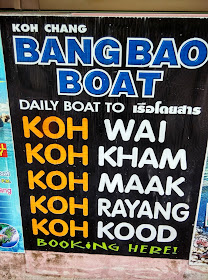 KOH CHANG
BANG BAO
BOAT
DAILY BOAT TO เรือโดยสาร
KOH WAI
KOH KHAM
KOH MAAK
KOH RAYANG
KOH KOOD
BOOKING HERE!